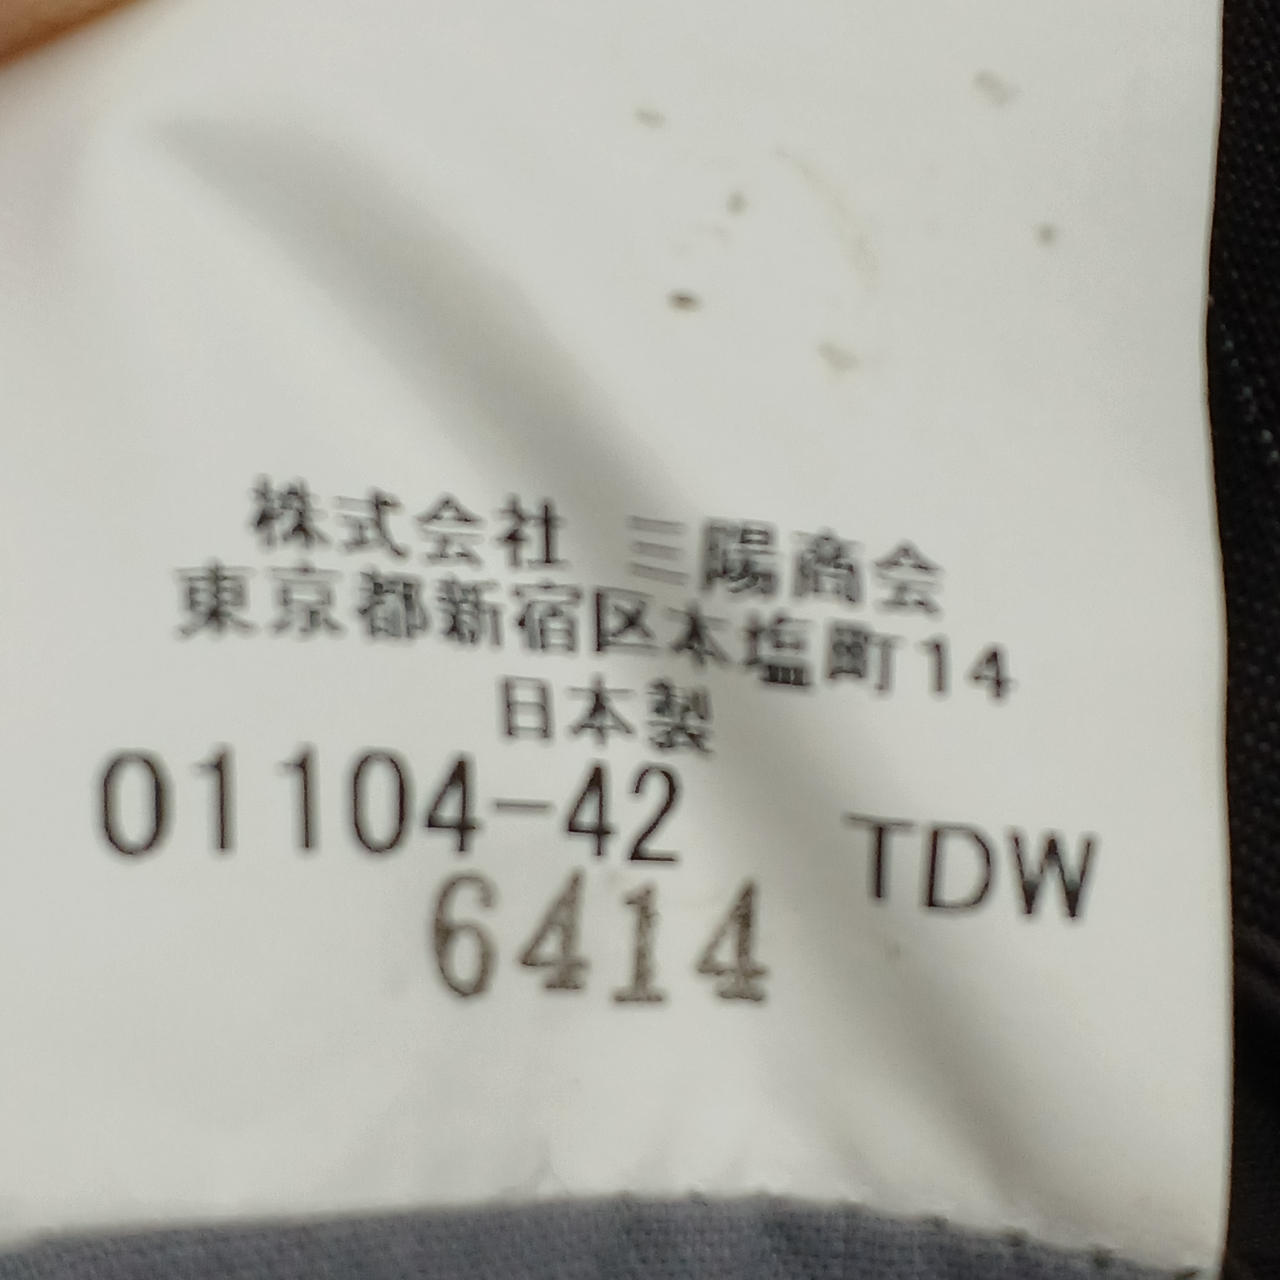 株式会社 三陽商会
東京都新宿区本塩町14
日本製
01104-42 TDW
6414